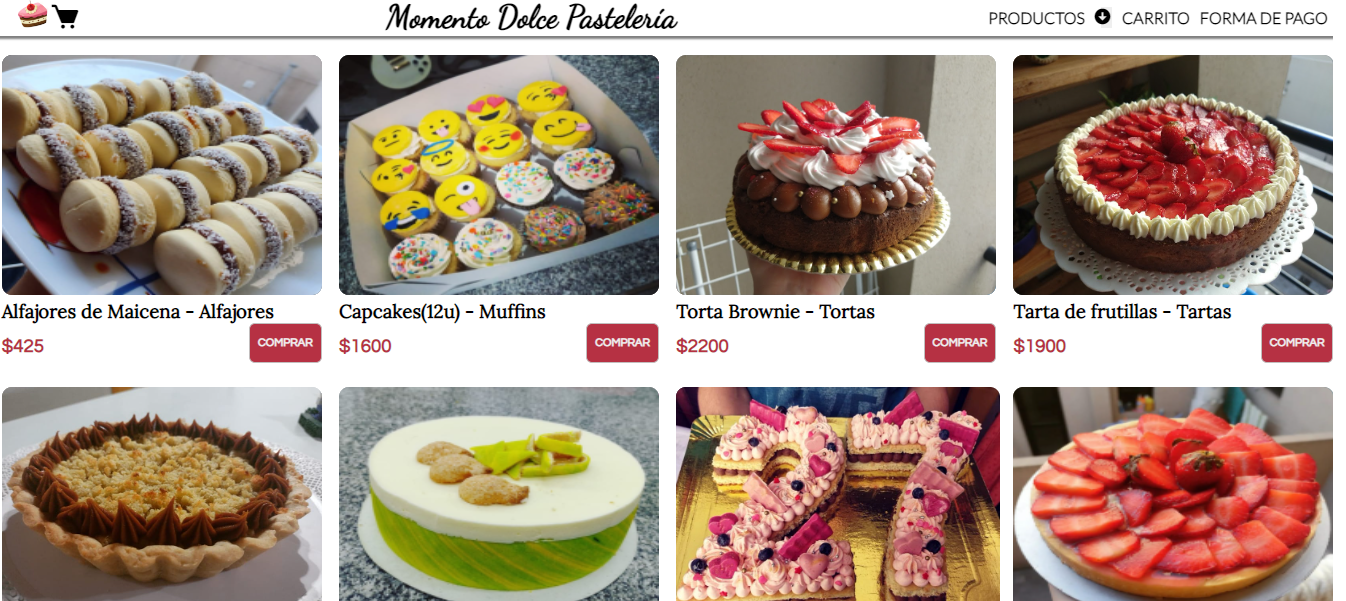 Momento Dolce Pastelería
PRODUCTOS CARRITO FORMA DE PAGO
Alfajores de Maicena - Alfajores
$425
COMPRAR
Capcakes(12u) - Muffins
$1600
COMPRAR
Torta Brownie - Tortas
$2200
COMPRAR
Tarta de frutillas - Tartas
$1900
COMPRAR